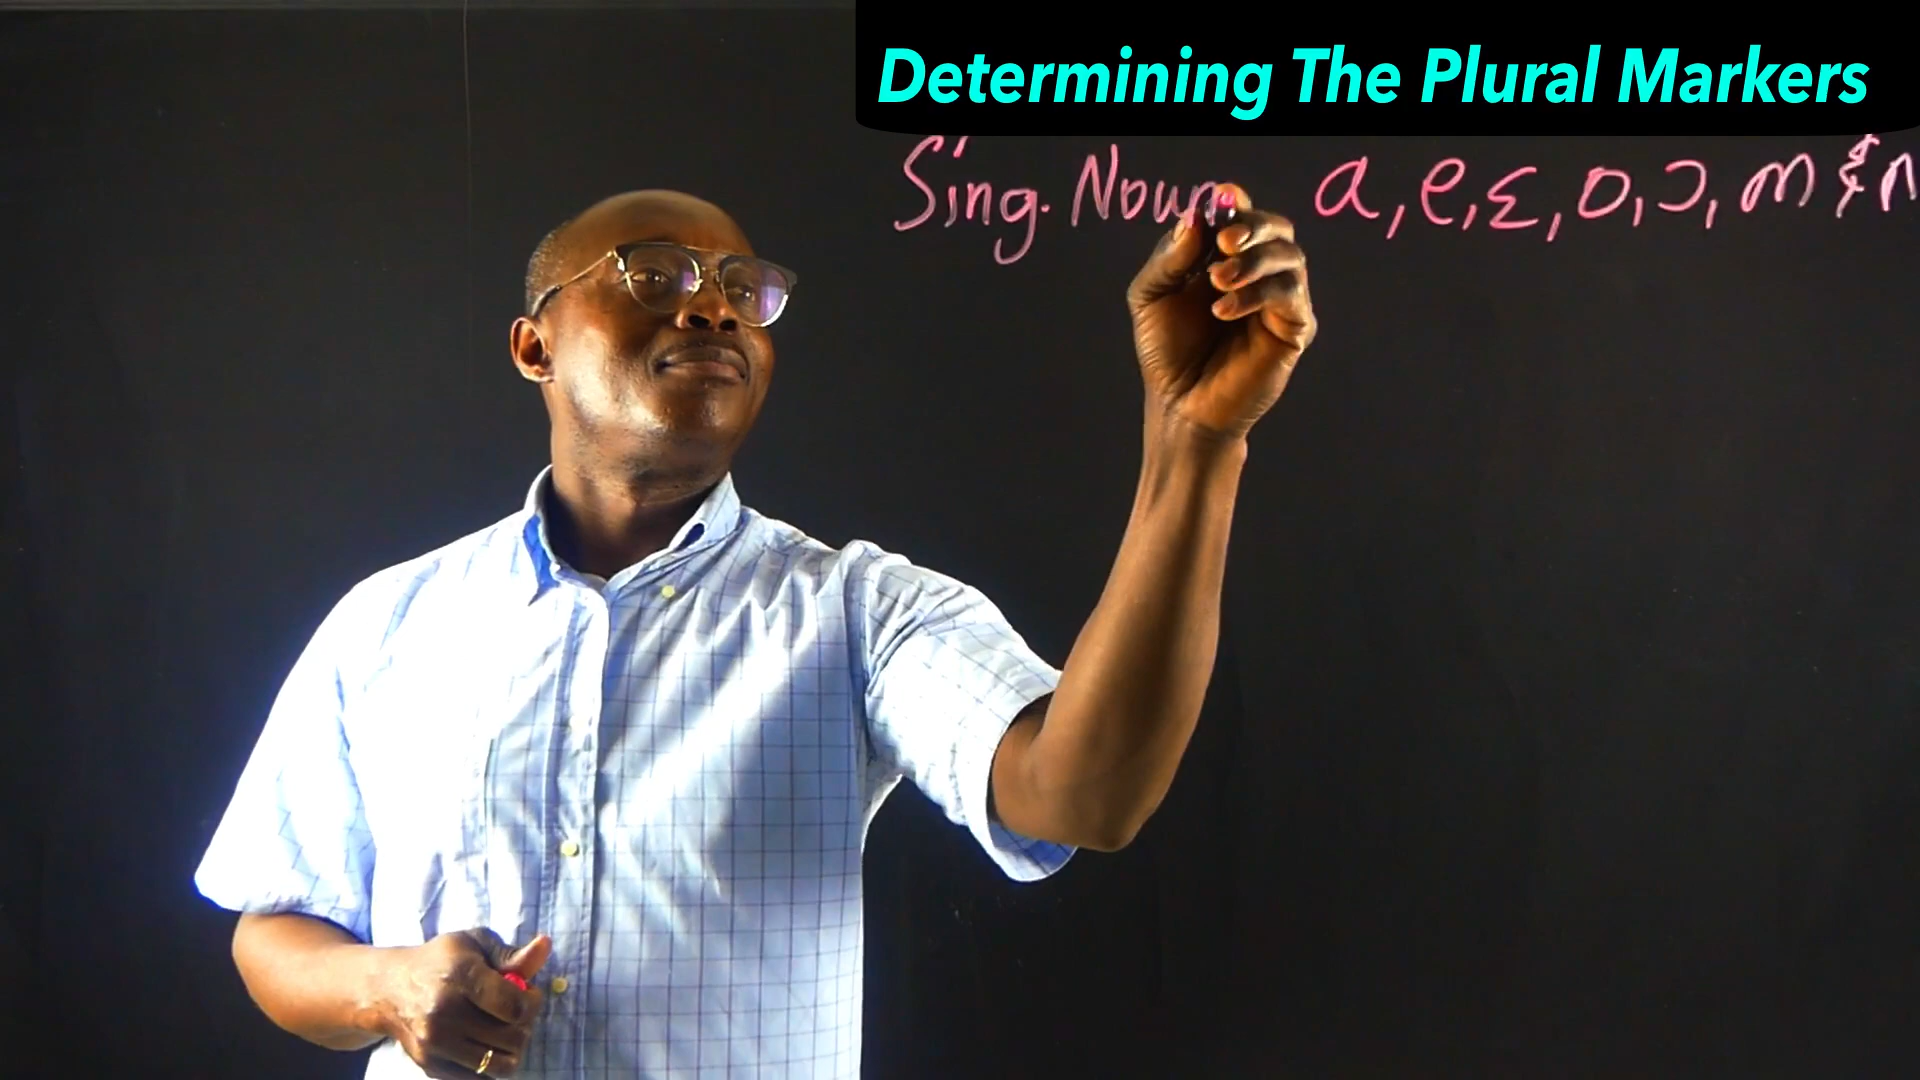 Determining The Plural Markers
Sing. Noun a, e, ɛ, o, ɔ, m & n